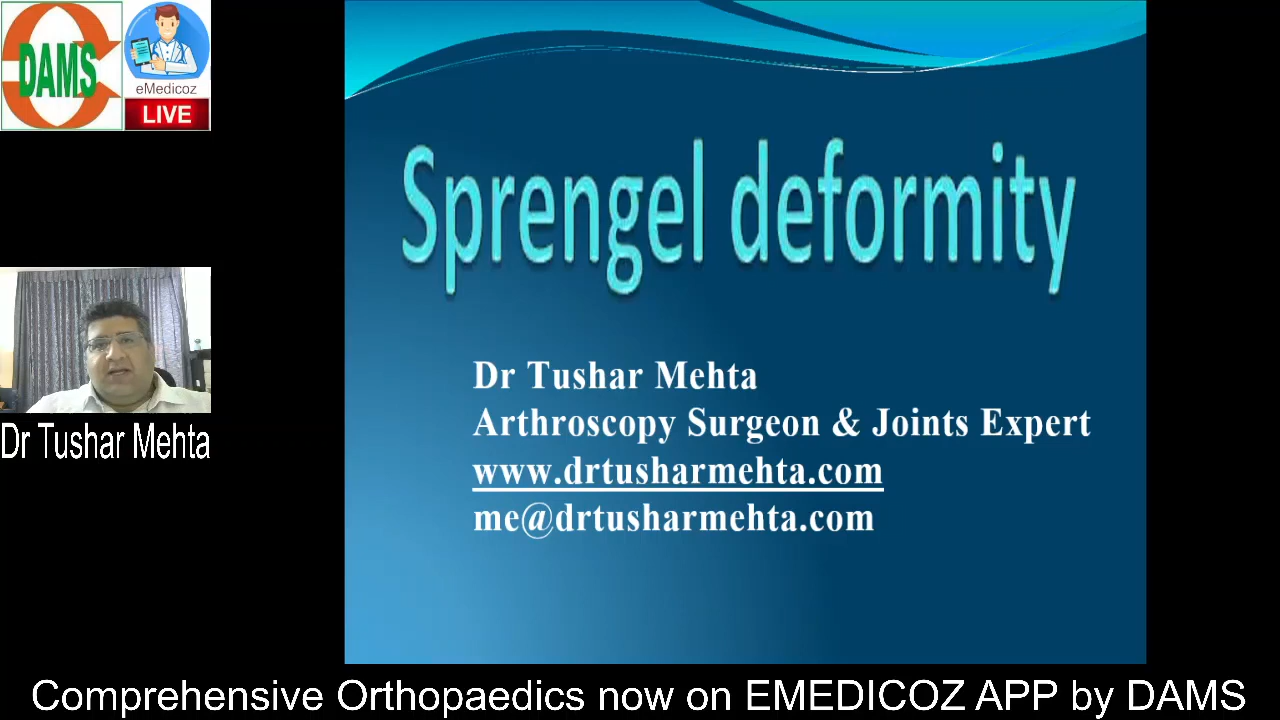 DAMS
eMedicoz
LIVE
Sprengel deformity
Dr Tushar Mehta
Arthroscopy Surgeon & Joints Expert
www.drtusharmehta.com
me@drtusharmehta.com
Dr Tushar Mehta
Comprehensive Orthopaedics now on EMEDICOZ APP by DAMS